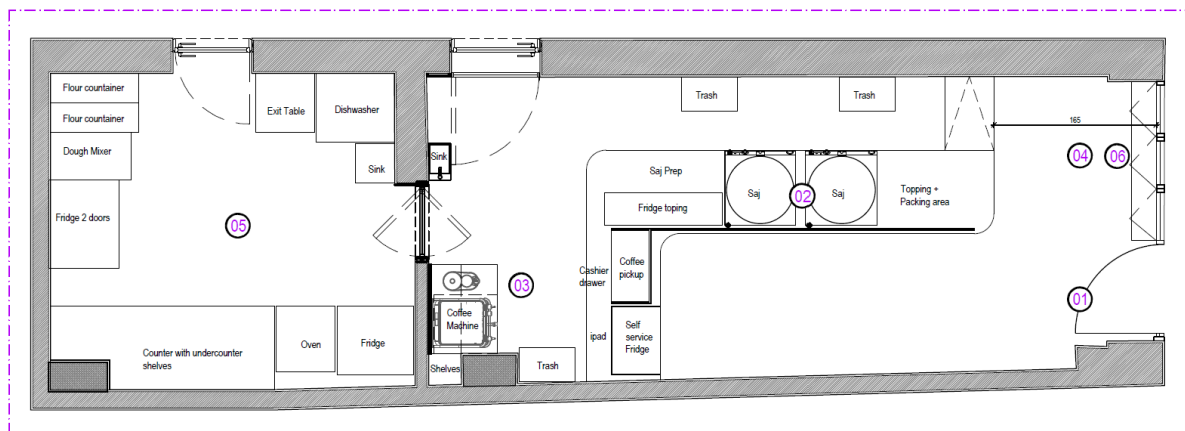 Flour countainer
Flour countainer
Dough Mixer
Fridge 2 doors
Exit Table
Dishwasher
Sink
05
Counter with undercounter
shelves
Oven
Fridge
Sink
03
Coffee
Machine
Shelves
Trash
Trash
Trash
Saj Prep
Fridge toping
Saj
02
Saj
Topping +
Packing area
Cashier
drawer
Coffee
pickup
ipad
Self
service
Fridge
165
04
06
01